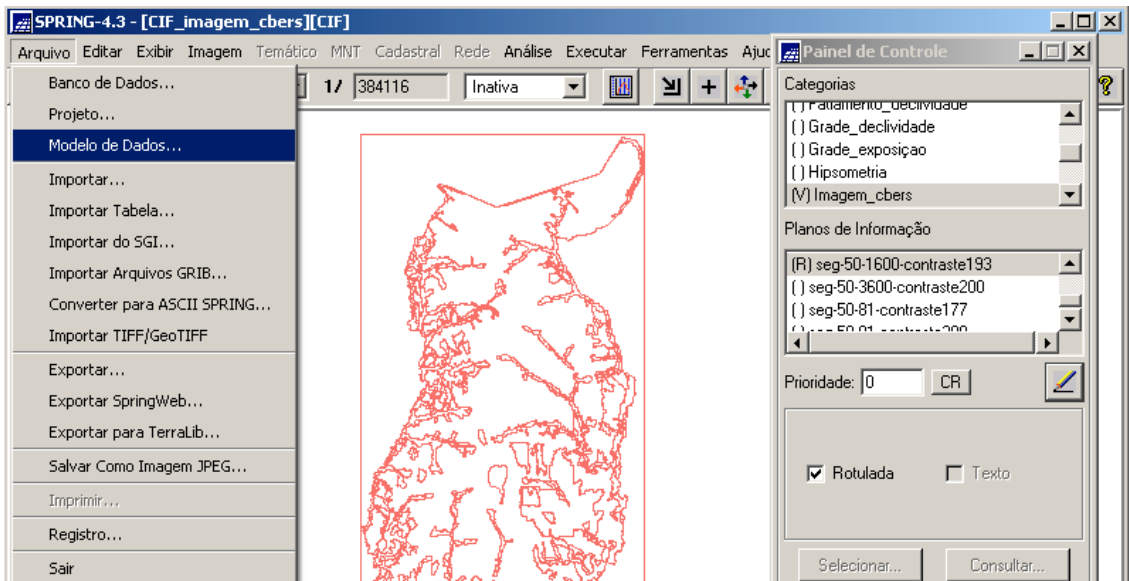 SPRING-4.3 - [CIF_imagem_cbers][CIF]
Arquivo Editar Exibir Imagem Temático MNT Cadastral Rede Análise Executar Ferramentas Ajuc
1/ 384116 Inativa
Banco de Dados...
Projeto...
Modelo de Dados...
Importar...
Importar Tabela...
Importar do SGI...
Importar Arquivos GRIB...
Converter para ASCII SPRING...
Importar TIFF/GeoTIFF
Exportar...
Exportar SpringWeb...
Exportar para TerraLib...
Salvar Como Imagem JPEG...
Imprimir...
Registro...
Sair
Painel de Controle
Categorias
( ) Fatiamento_declividade
( ) Grade_declividade
( ) Grade_exposiçao
( ) Hipsometria
(V) Imagem_cbers
Planos de Informação
(R) seg-50-1600-contraste193
( ) seg-50-3600-contraste200
( ) seg-50-81-contraste177
Prioridade: 0 CR
Rotulada Texto
Selecionar... Consultar...